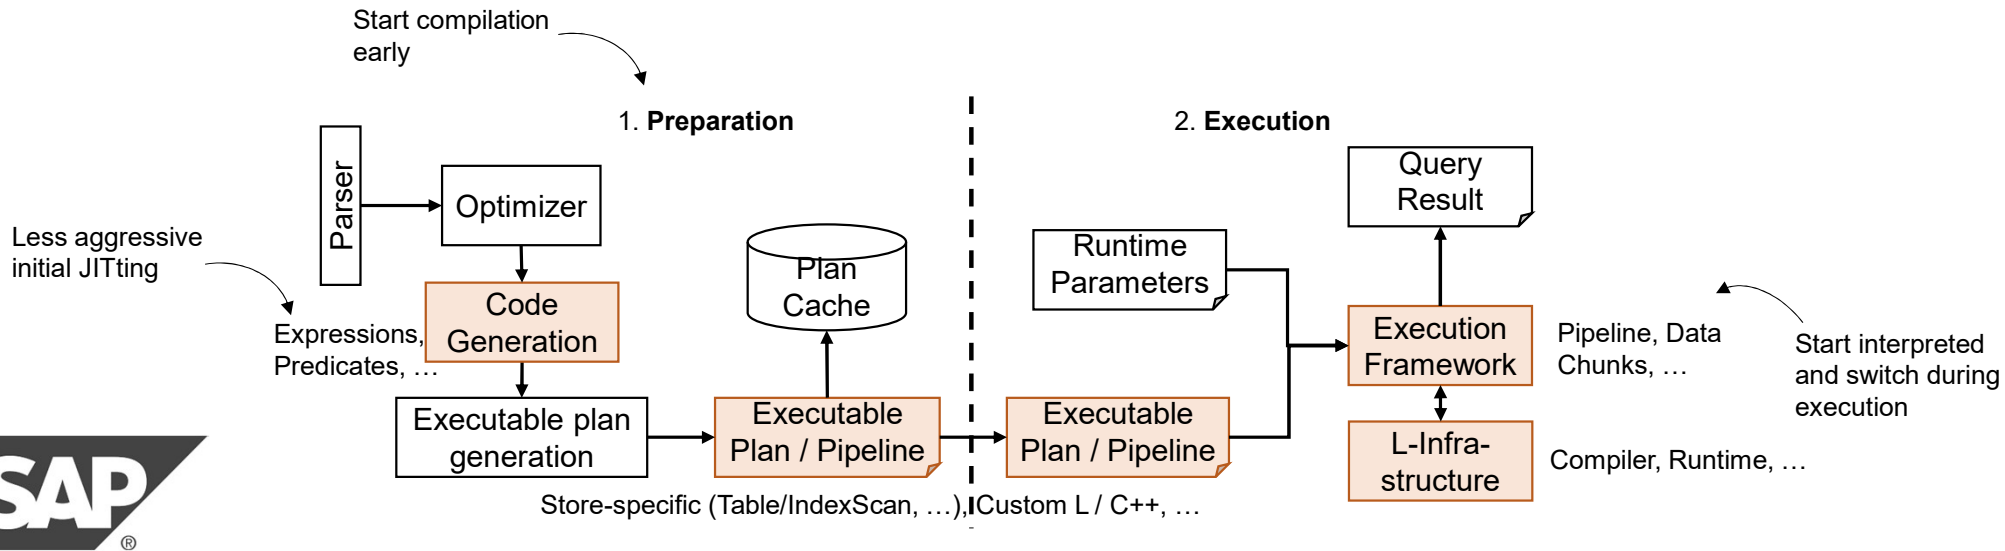 Start compilation
early
1. Preparation
2. Execution
Parser
Optimizer
Query
Result
Less aggressive
initial JITting
Plan
Cache
Runtime
Parameters
Code
Generation
Expressions,
Predicates, …
Execution
Framework
Pipeline, Data
Chunks, …
Start interpreted
and switch during
execution
Executable plan
generation
Executable
Plan / Pipeline
Executable
Plan / Pipeline
L-Infra-
structure
Compiler, Runtime, …
Store-specific (Table/IndexScan, …), Custom L / C++, …
SAP
®